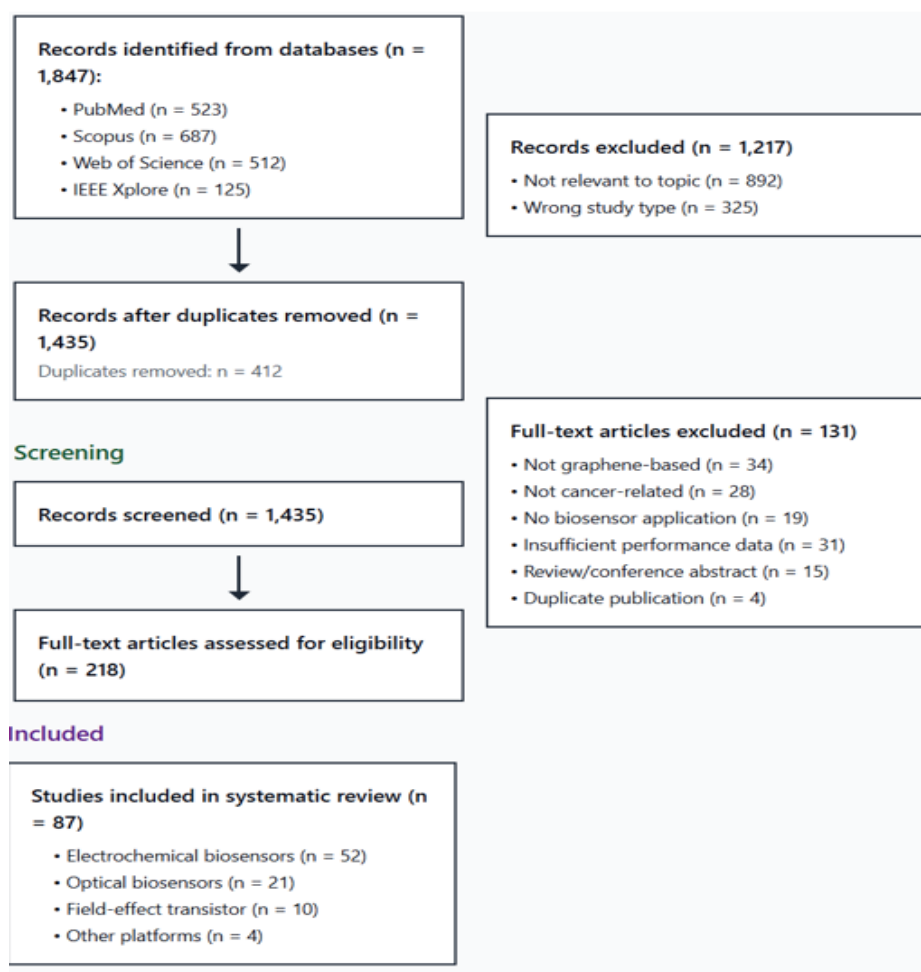 Records identified from databases (n =
1,847):
• PubMed (n = 523)
• Scopus (n = 687)
• Web of Science (n = 512)
• IEEE Xplore (n = 125)
Records excluded (n = 1,217)
• Not relevant to topic (n = 892)
• Wrong study type (n = 325)
Records after duplicates removed (n =
1,435)
Duplicates removed: n = 412
Screening
Records screened (n = 1,435)
Full-text articles excluded (n = 131)
• Not graphene-based (n = 34)
• Not cancer-related (n = 28)
• No biosensor application (n = 19)
• Insufficient performance data (n = 31)
• Review/conference abstract (n = 15)
• Duplicate publication (n = 4)
Full-text articles assessed for eligibility
(n = 218)
Included
Studies included in systematic review (n
= 87)
• Electrochemical biosensors (n = 52)
• Optical biosensors (n = 21)
• Field-effect transistor (n = 10)
• Other platforms (n = 4)